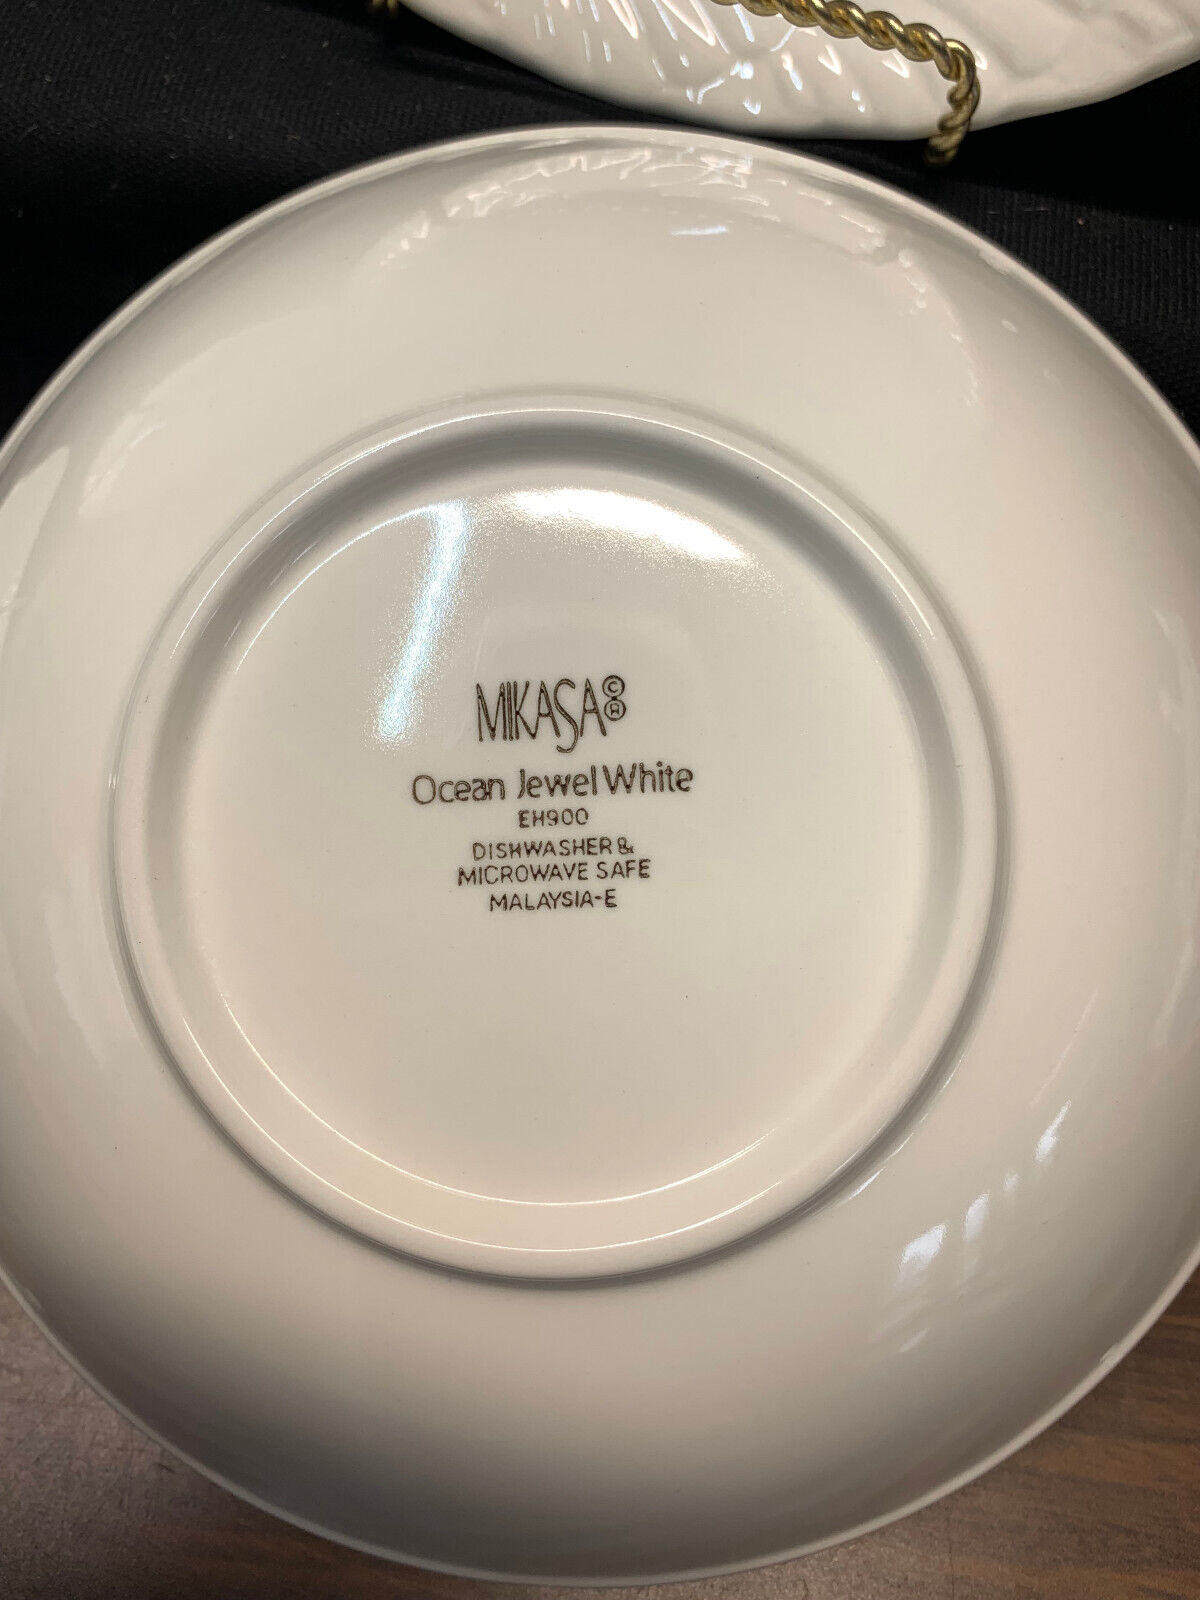 MIKASA © ®
Ocean Jewel White
EH900
DISHWASHER &
MICROWAVE SAFE
MALAYSIA-E